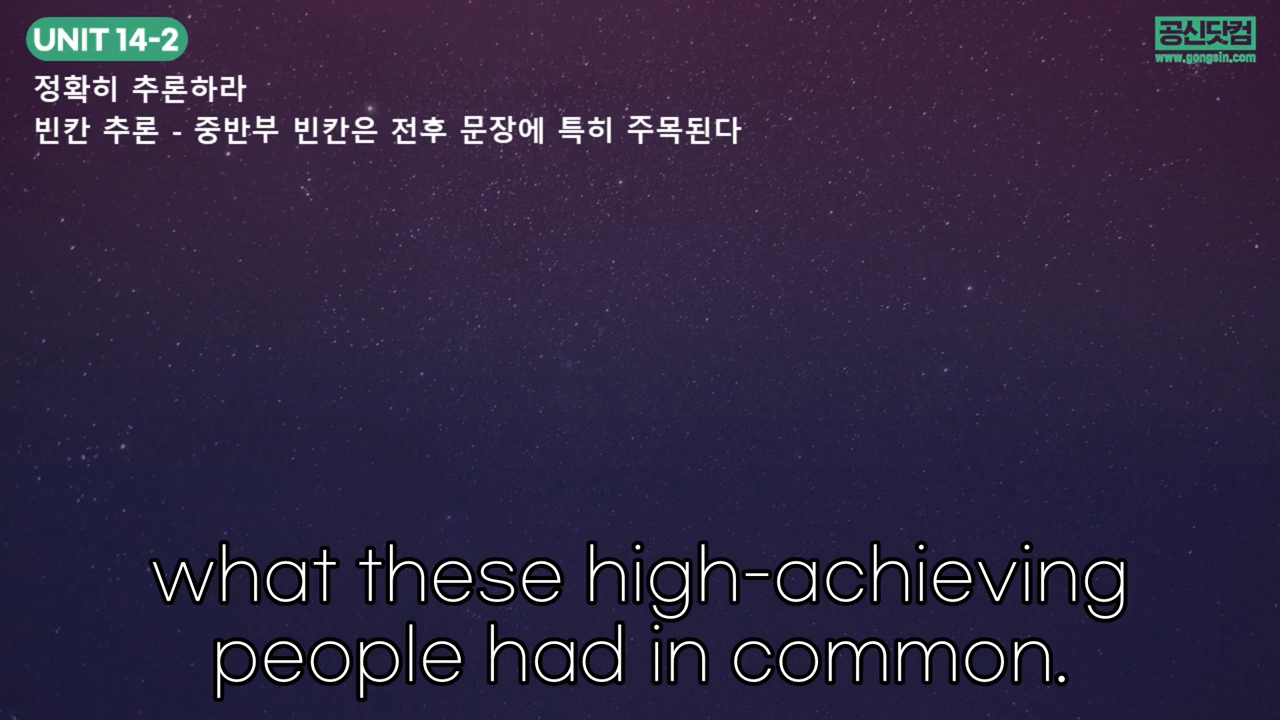 UNIT 14-2
공신닷컴
www.gongsin.com
정확히 추론하라
빈칸 추론 - 중반부 빈칸은 전후 문장에 특히 주목된다
what these high-achieving
people had in common.